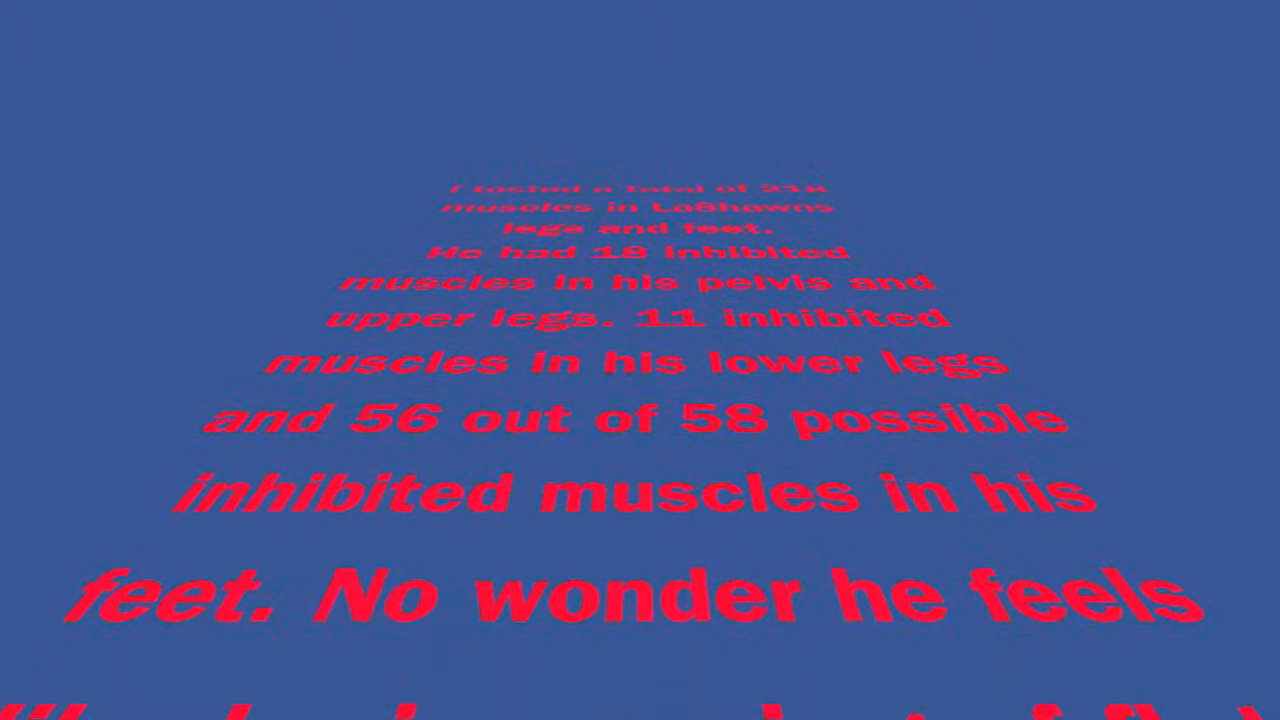 I tested a total of 218
muscles in LaShawns
legs and feet.
He had 18 inhibited
muscles in his pelvis and
upper legs. 11 inhibited
muscles in his lower legs
and 56 out of 58 possible
inhibited muscles in his
feet. No wonder he feels